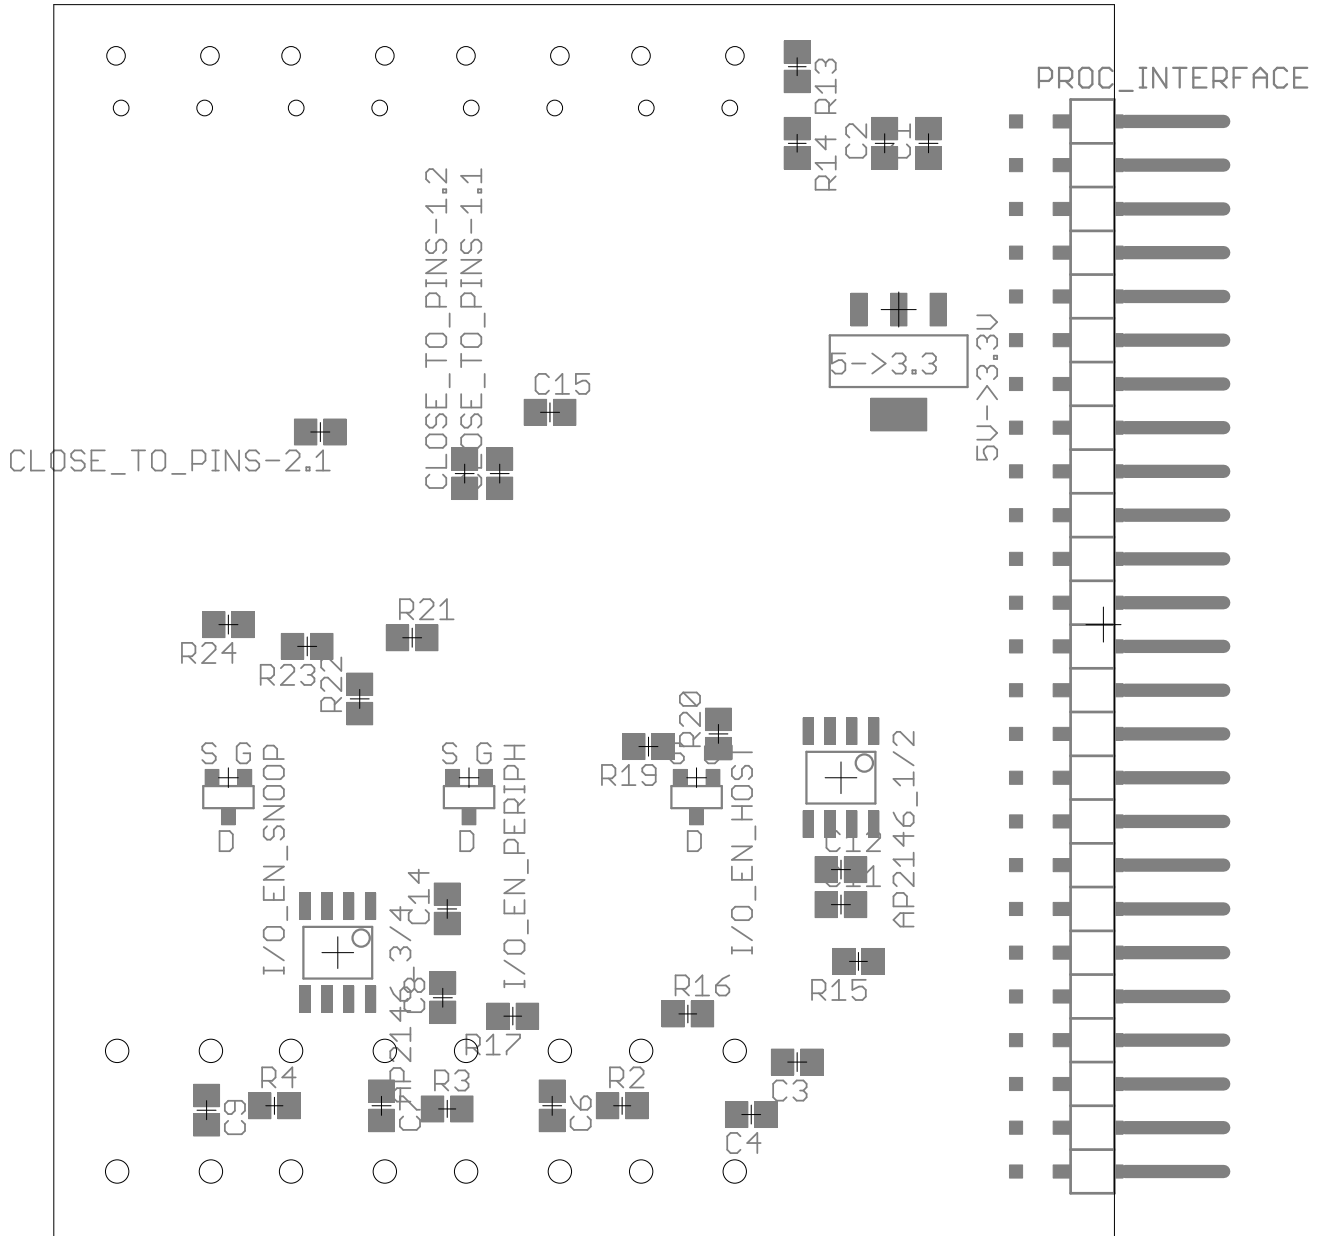 PROC_INTERFACE
R13
R14
C2
C1
CLOSE_TO_PINS-1.2
CLOSE_TO_PINS-1.1
5->3.3
5V->3.3V
C15
CLOSE_TO_PINS-2.1
R21
R24
R23
R22
R20
R19
S G
D
I/O_EN_SNOOP
S G
D
I/O_EN_PERIPH
S G
D
I/O_EN_HOST
AP2146_1/2
C12
C11
C14
AP2146_3/4
C8
R15
R16
R17
R4
R3
R2
C3
C9
C7
C6
C4